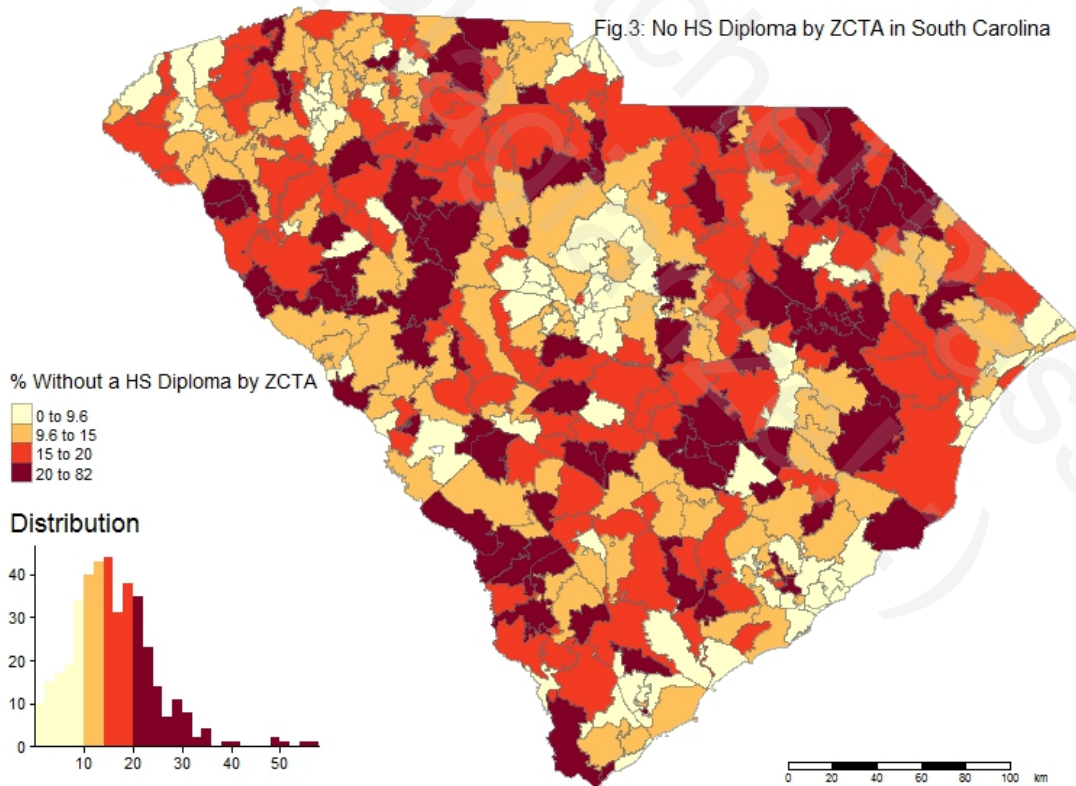 Fig.3: No HS Diploma by ZCTA in South Carolina
% Without a HS Diploma by ZCTA
0 to 9.6
9.6 to 15
15 to 20
20 to 82
Distribution
40
30
20
10
0
10 20 30 40 50
0 20 40 60 80 100 km